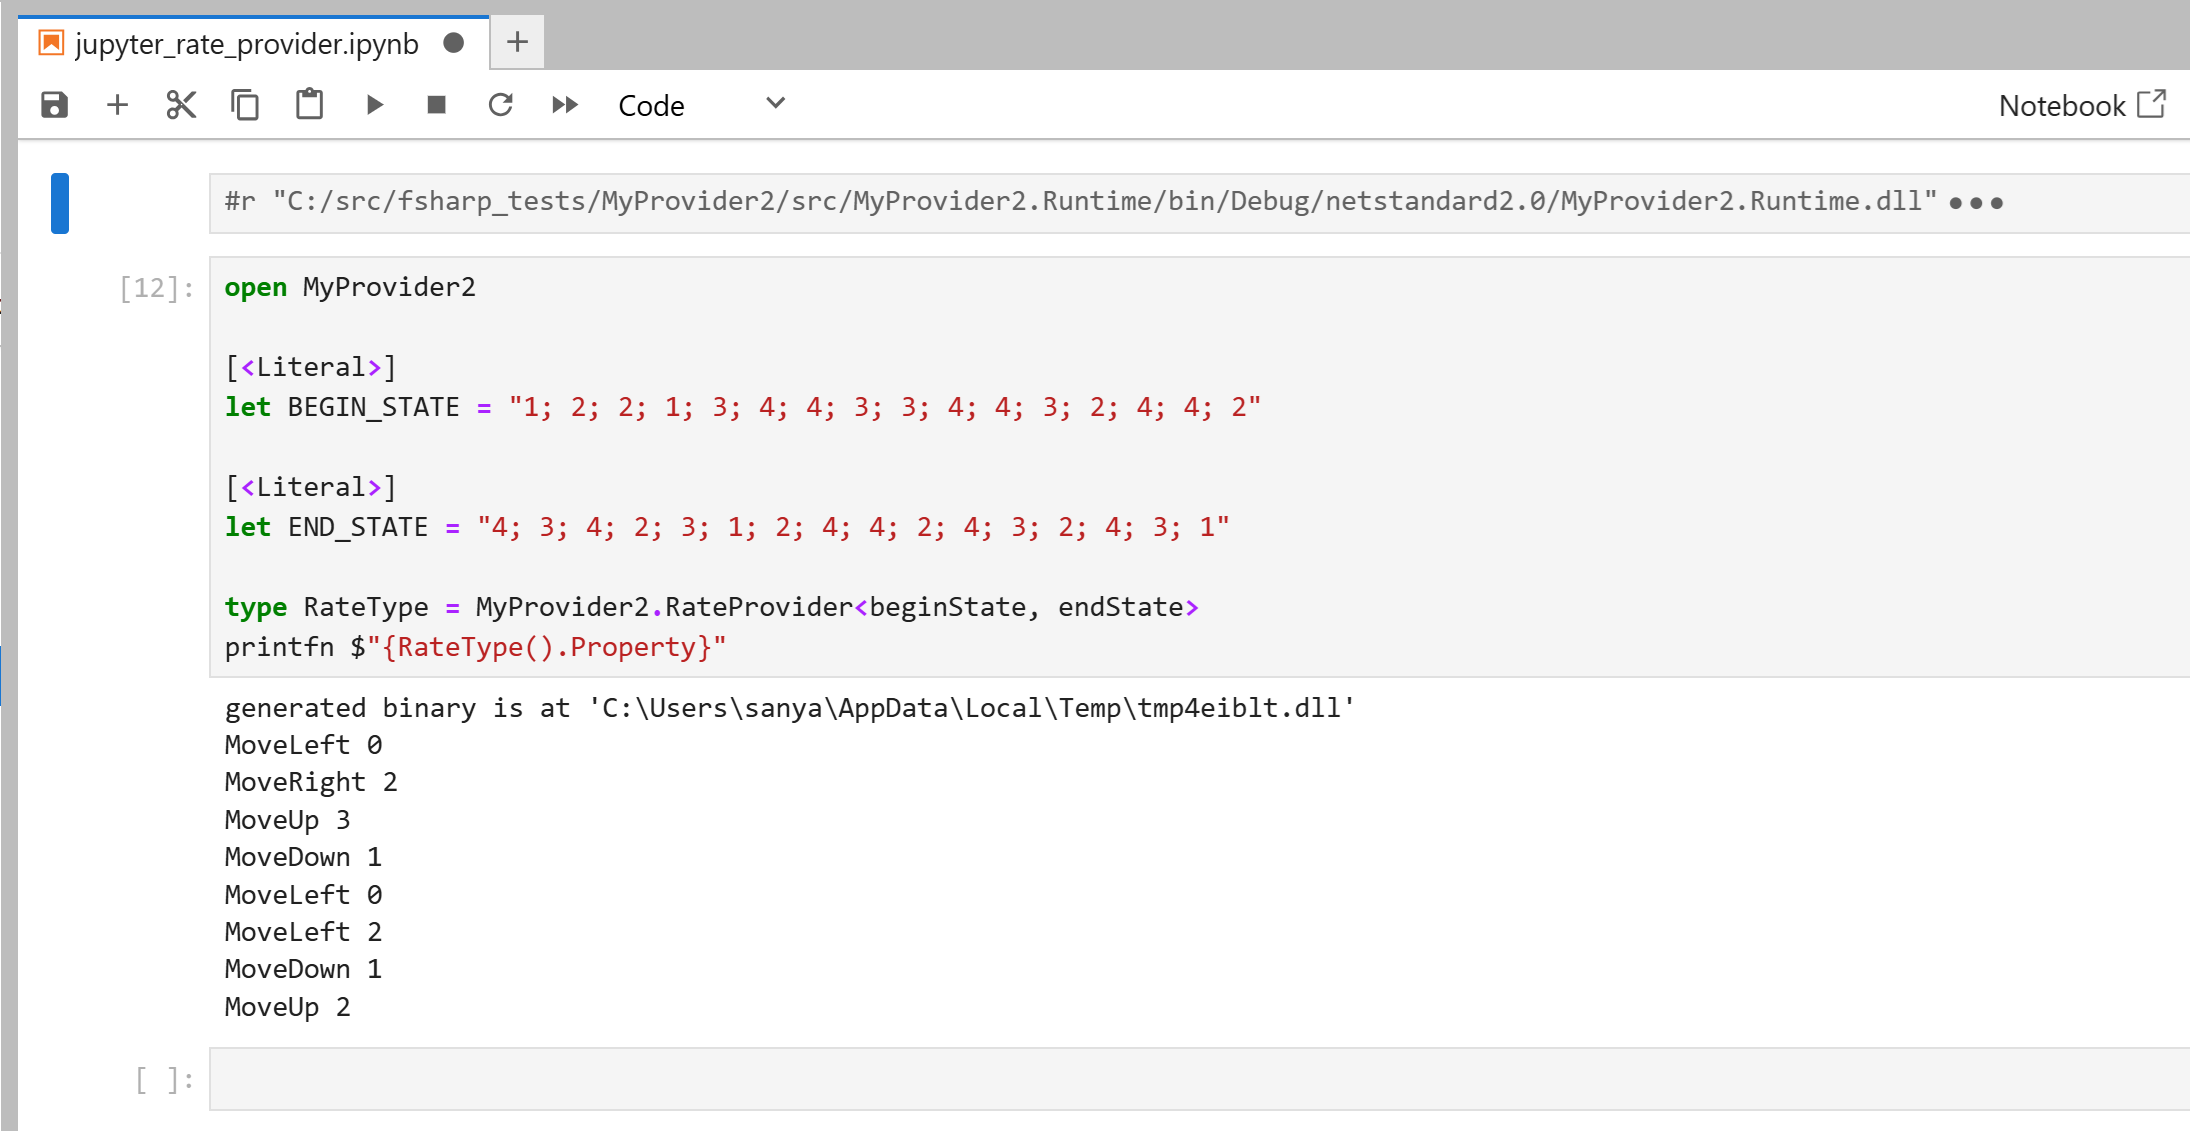 jupyter_rate_provider.ipynb
Code
Notebook
#r "C:/src/fsharp_tests/MyProvider2/src/MyProvider2.Runtime/bin/Debug/netstandard2.0/MyProvider2.Runtime.dll"
[12]:
open MyProvider2
[<Literal>]
let BEGIN_STATE = "1; 2; 2; 1; 3; 4; 4; 3; 3; 4; 4; 3; 2; 4; 4; 2"
[<Literal>]
let END_STATE = "4; 3; 4; 2; 3; 1; 2; 4; 4; 2; 4; 3; 2; 4; 3; 1"
type RateType = MyProvider2.RateProvider<beginState, endState>
printfn $"{RateType().Property}"
generated binary is at 'C:\Users\sanya\AppData\Local\Temp\tmp4eiblt.dll'
MoveLeft 0
MoveRight 2
MoveUp 3
MoveDown 1
MoveLeft 0
MoveLeft 2
MoveDown 1
MoveUp 2
[ ]: